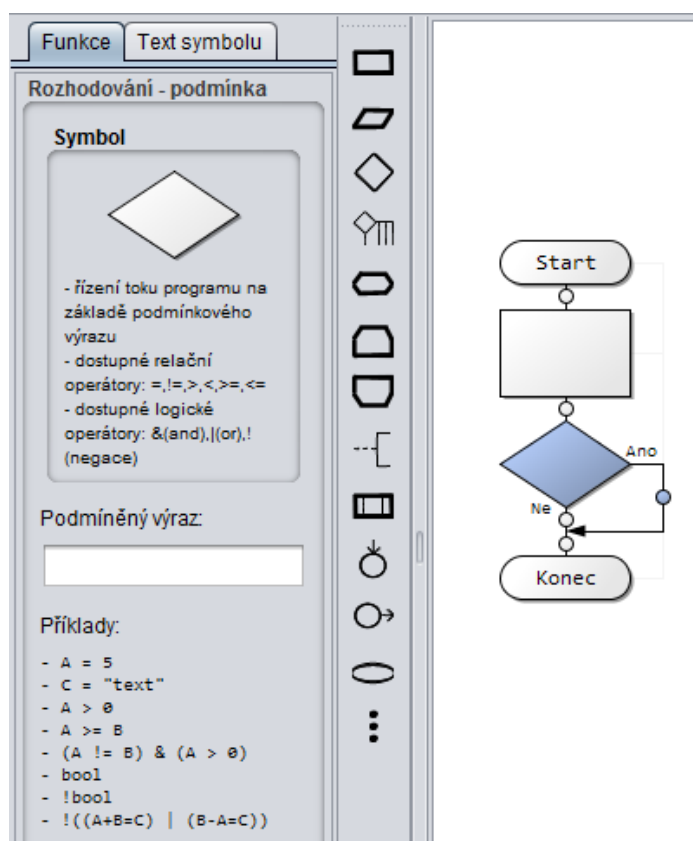 Funkce
Text symbolu
Rozhodování - podmínka
Symbol
- řízení toku programu na
základě podmínkového
výrazu
- dostupné relační
operátory: =,!=,>,<,>=,<=
- dostupné logické
operátory: &(and),|(or),!
(negace)
Podmíněný výraz:
Příklady:
- A = 5
- C = "text"
- A > 0
- A >= B
- (A != B) & (A > 0)
- bool
- !bool
- !((A+B=C) | (B-A=C))
Start
Ano
Ne
Konec